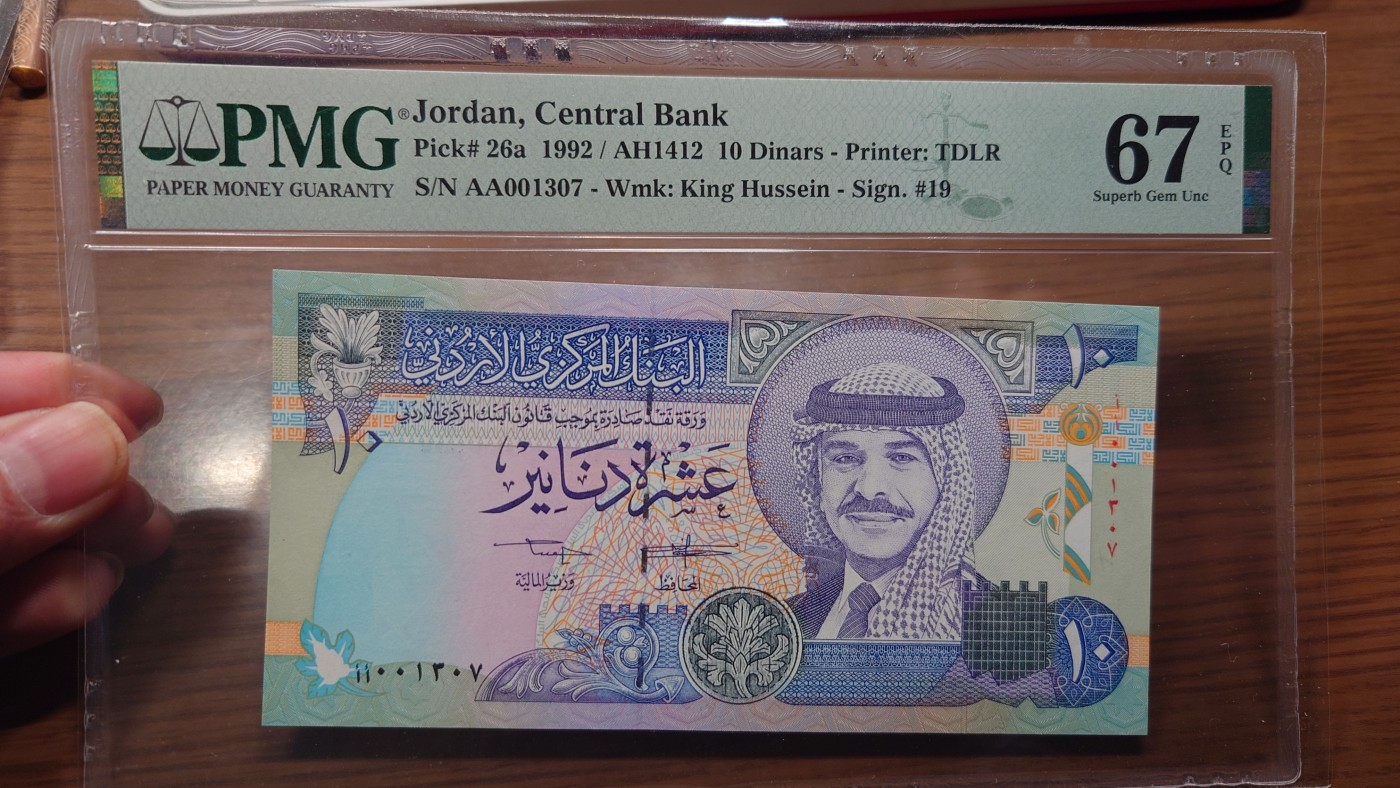 PMG® Jordan, Central Bank
Pick# 26a 1992 / AH1412 10 Dinars - Printer: TDLR
PAPER MONEY GUARANTY S/N AA001307 - Wmk: King Hussein - Sign. #19
67 EPQ
Superb Gem Unc
البنك المركزي الأردني
١٠
ورقة نقد صادرة بموجب قانون البنك المركزي الأردني
١٠
عشرة دنانير
وزير المالية
المحافظ
اا٠٠١٣٠٧
اا٠٠١٣٠٧
١٠